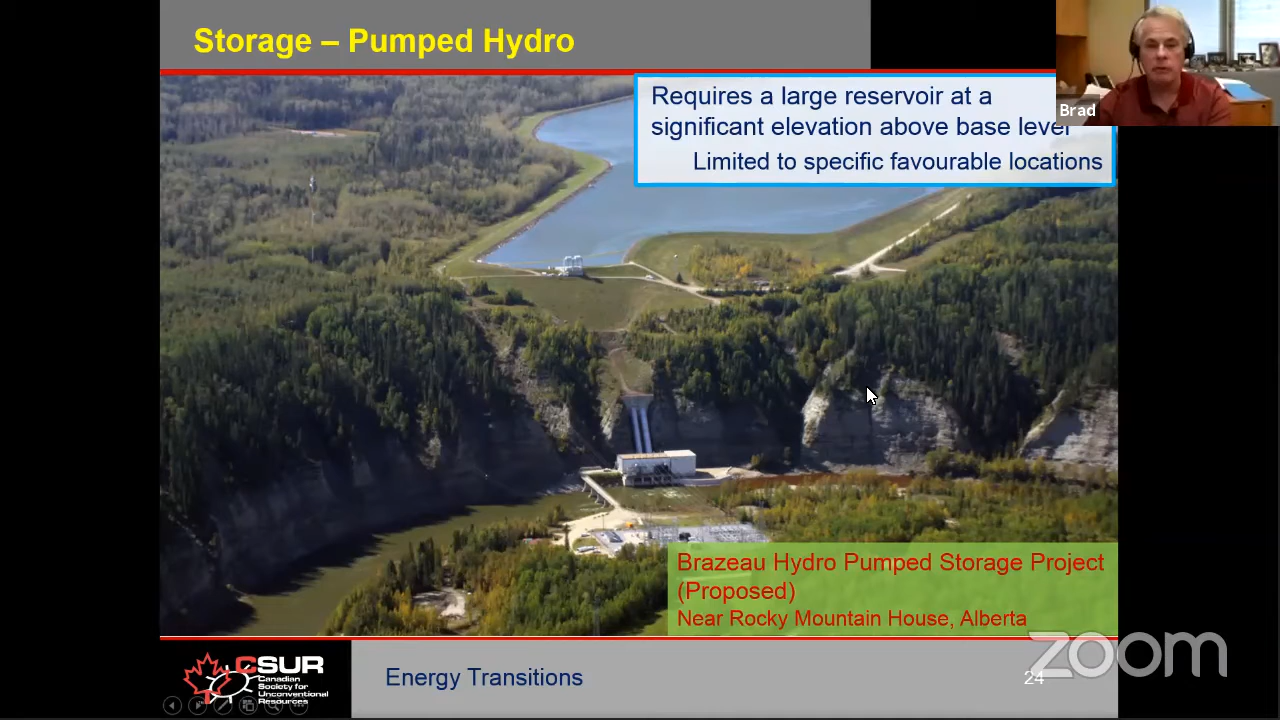 Storage – Pumped Hydro
Requires a large reservoir at a
significant elevation above base level
Limited to specific favourable locations
Brad
Brazeau Hydro Pumped Storage Project
(Proposed)
Near Rocky Mountain House, Alberta
CSUR
Canadian
Society for
Unconventional
Resources
Energy Transitions
24
zoom